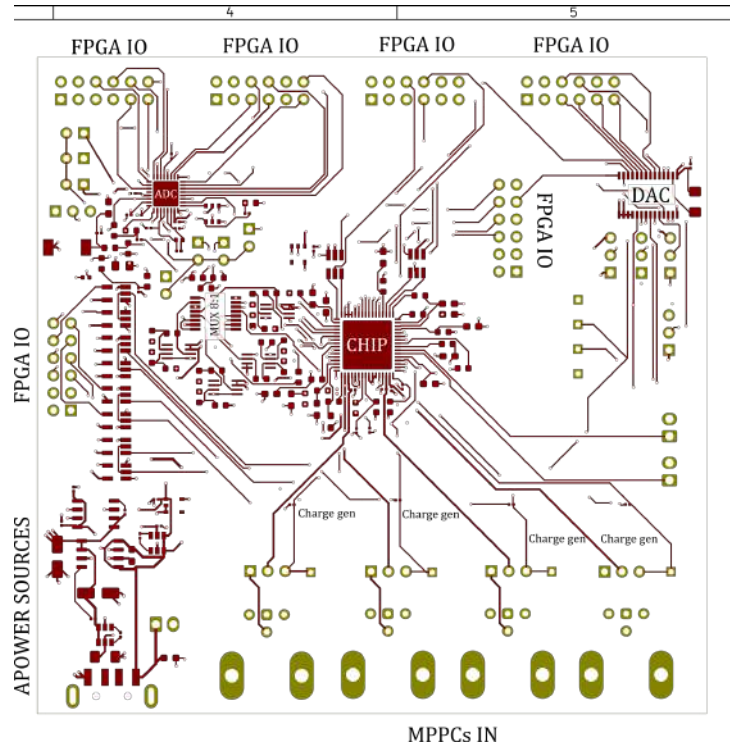 4
5
FPGA IO
FPGA IO
FPGA IO
FPGA IO
ADC
DAC
FPGA IO
MUX 8:1
CHIP
FPGA IO
Charge gen
Charge gen
Charge gen
Charge gen
APOWER SOURCES
MPPCs IN